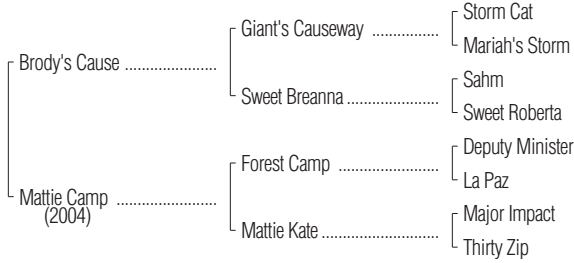 Storm Cat
Giant's Causeway ..................
Mariah's Storm
Brody's Cause .......................
Sahm
Sweet Breanna .......................
Sweet Roberta
Deputy Minister
Forest Camp .........................
La Paz
Mattie Camp .........................
(2004)
Major Impact
Mattie Kate .............................
Thirty Zip